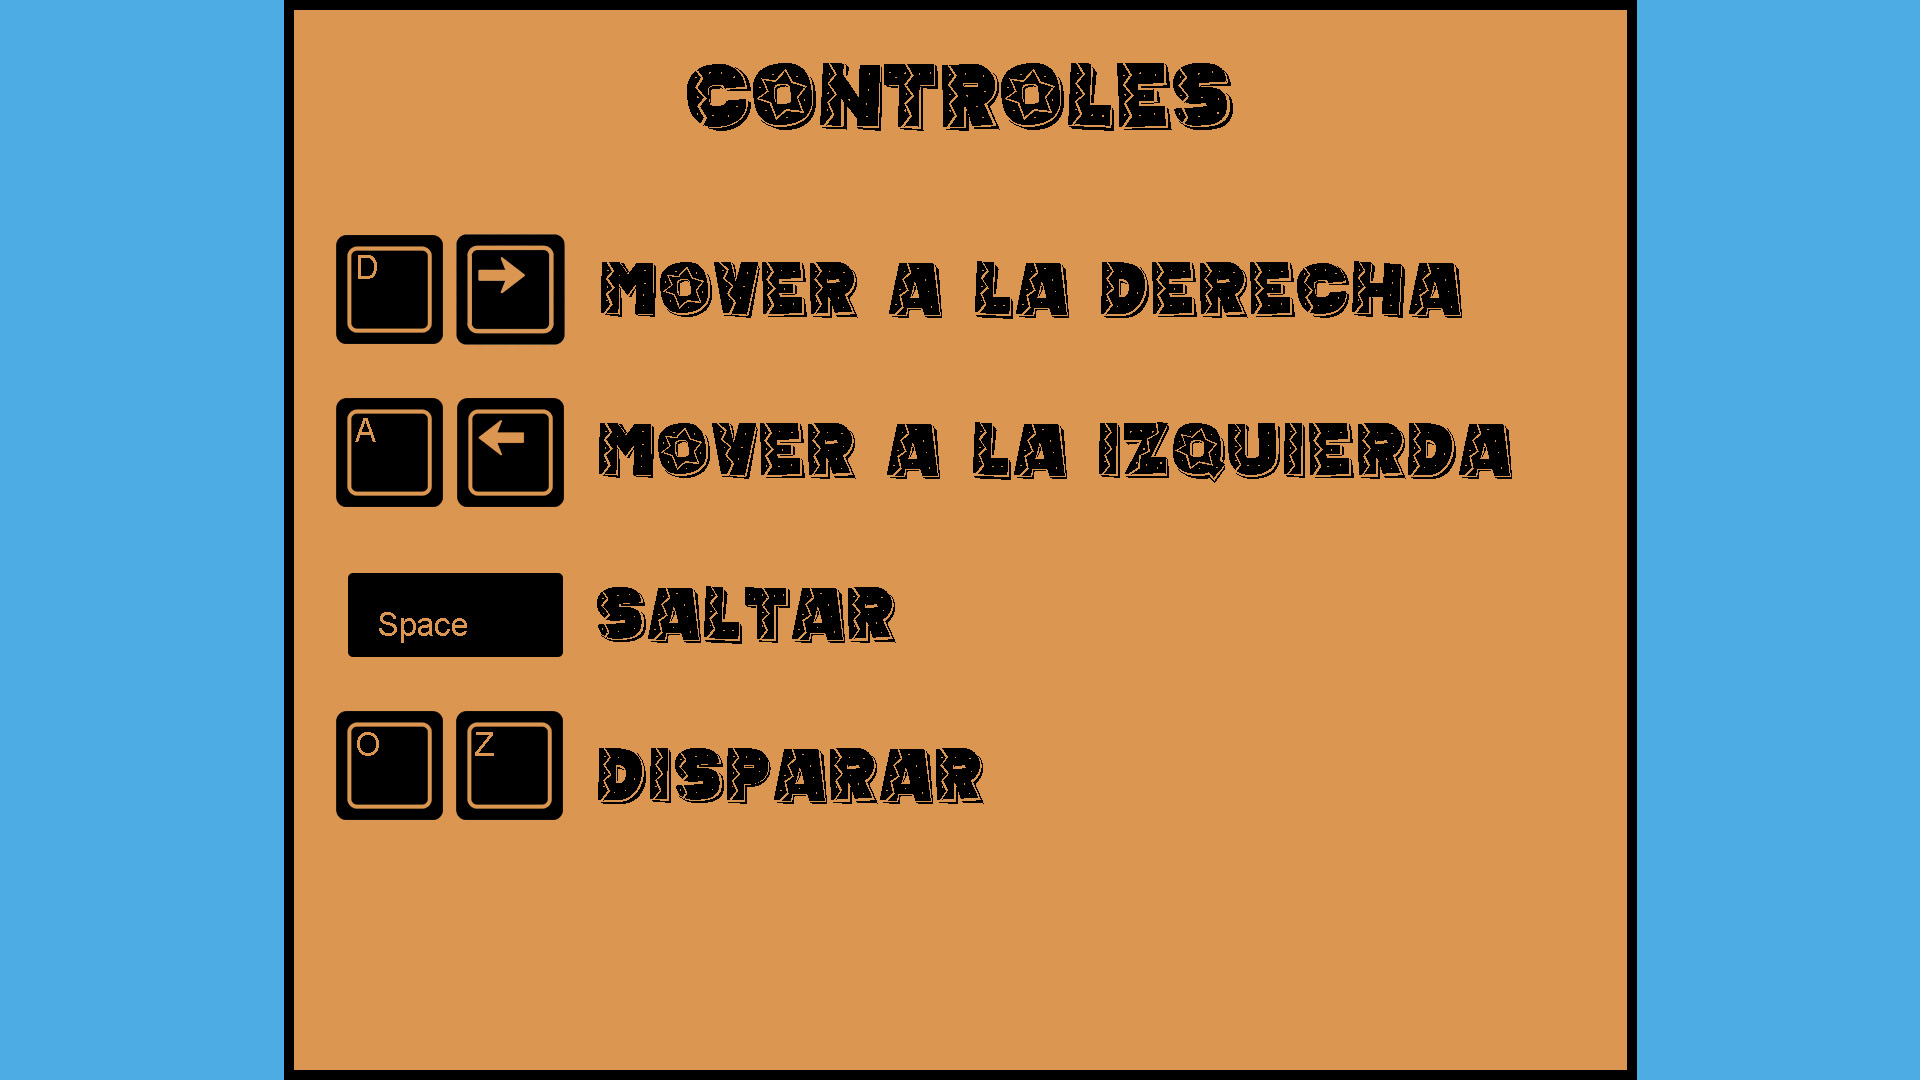 CONTROLES
D → MOVER A LA DERECHA
A ← MOVER A LA IZQUIERDA
Space SALTAR
O Z DISPARAR